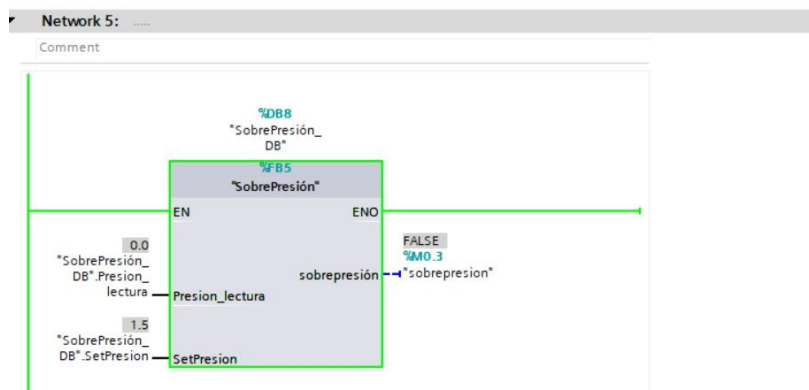 Network 5: .....
Comment
%DB8
"SobrePresión_
DB"
%FB5
"SobrePresión"
EN
ENO
0.0
"SobrePresión_
DB".Presion_
lectura
Presion_lectura
FALSE
%M0.3
sobrepresión
"sobrepresion"
1.5
"SobrePresión_
DB".SetPresion
SetPresion